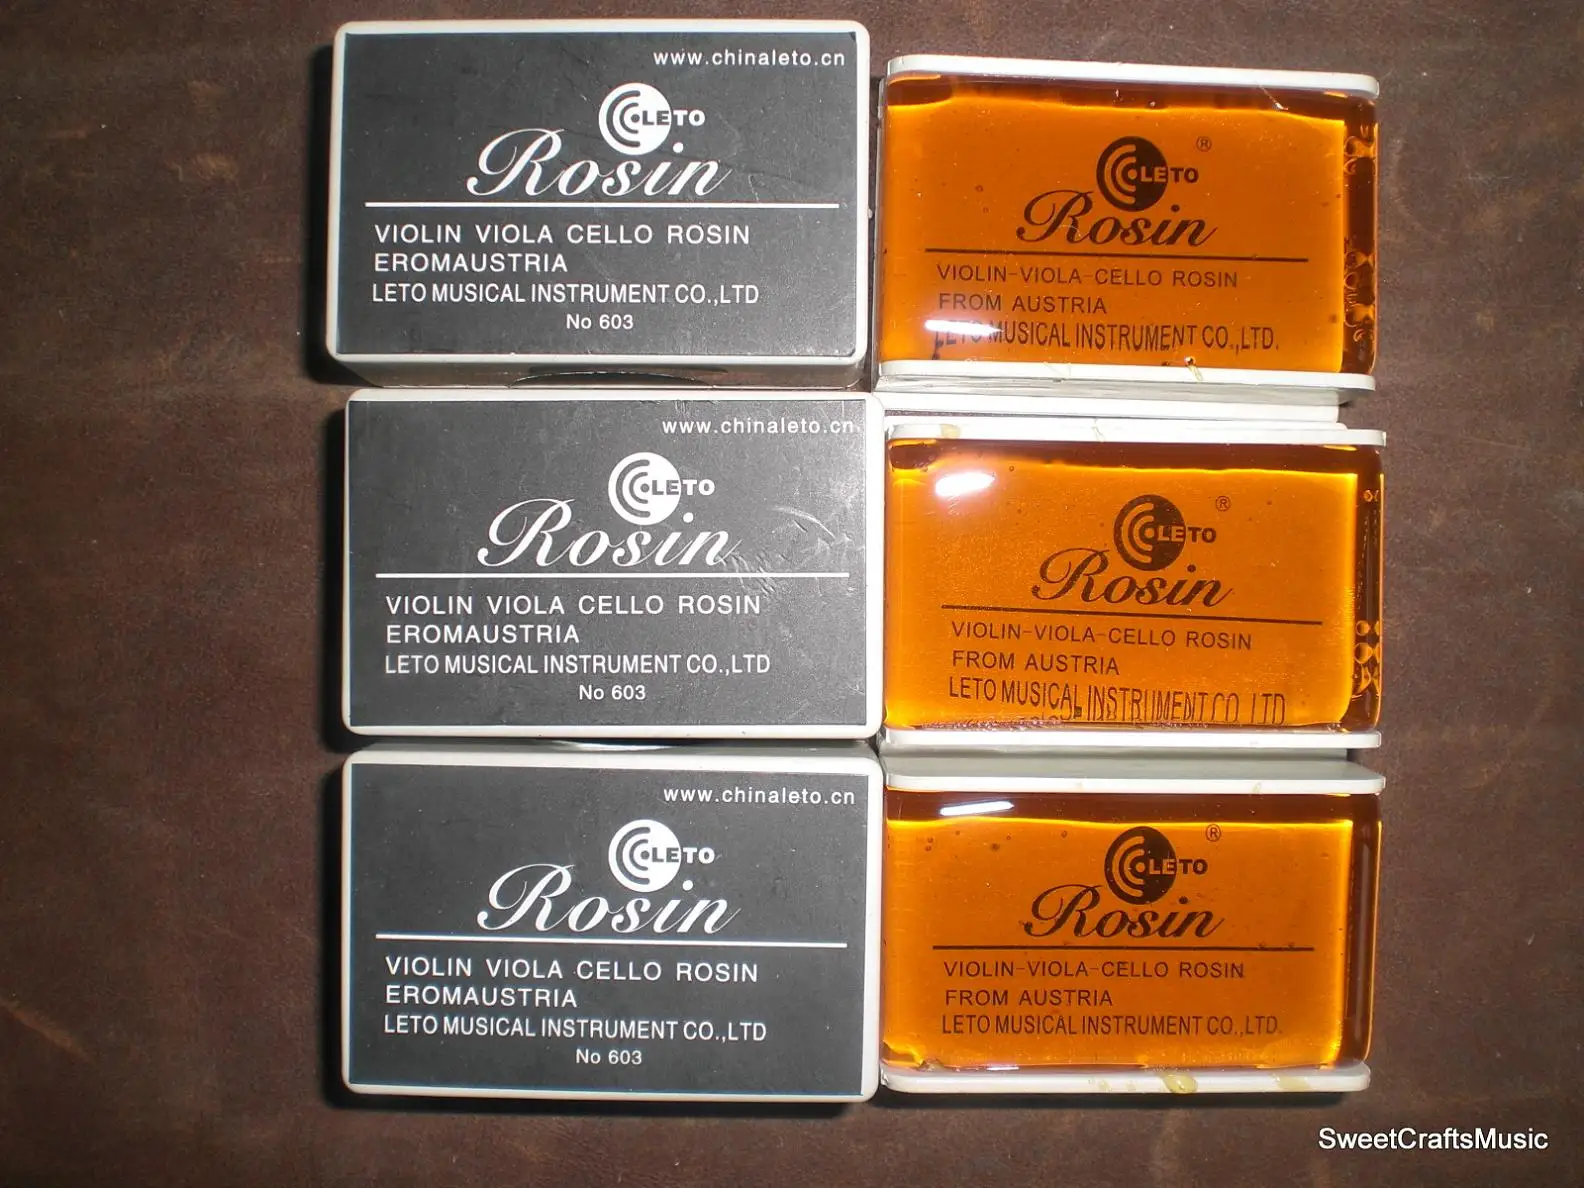 www.chinaleto.cn
LETO
Rosin
VIOLIN VIOLA CELLO ROSIN
EROMAUSTRIA
LETO MUSICAL INSTRUMENT CO.,LTD
No 603
LETO ®
Rosin
VIOLIN-VIOLA-CELLO ROSIN
FROM AUSTRIA
LETO MUSICAL INSTRUMENT CO.,LTD.
www.chinaleto.cn
LETO
Rosin
VIOLIN VIOLA CELLO ROSIN
EROMAUSTRIA
LETO MUSICAL INSTRUMENT CO.,LTD
No 603
LETO ®
Rosin
VIOLIN-VIOLA-CELLO ROSIN
FROM AUSTRIA
LETO MUSICAL INSTRUMENT CO LTD
www.chinaleto.cn
LETO
Rosin
VIOLIN VIOLA CELLO ROSIN
EROMAUSTRIA
LETO MUSICAL INSTRUMENT CO.,LTD
No 603
LETO ®
Rosin
VIOLIN-VIOLA-CELLO ROSIN
FROM AUSTRIA
LETO MUSICAL INSTRUMENT CO.,LTD.
SweetCraftsMusic